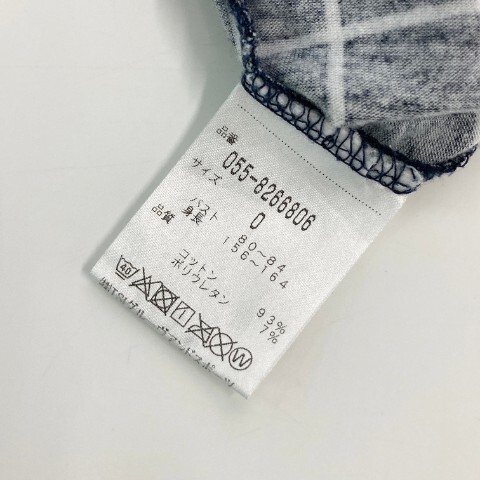 品番 055-8266806
サイズ 0
バスト 80~84
身長 156~164
品質 コットン 93%
ポリウレタン 7%
40
W